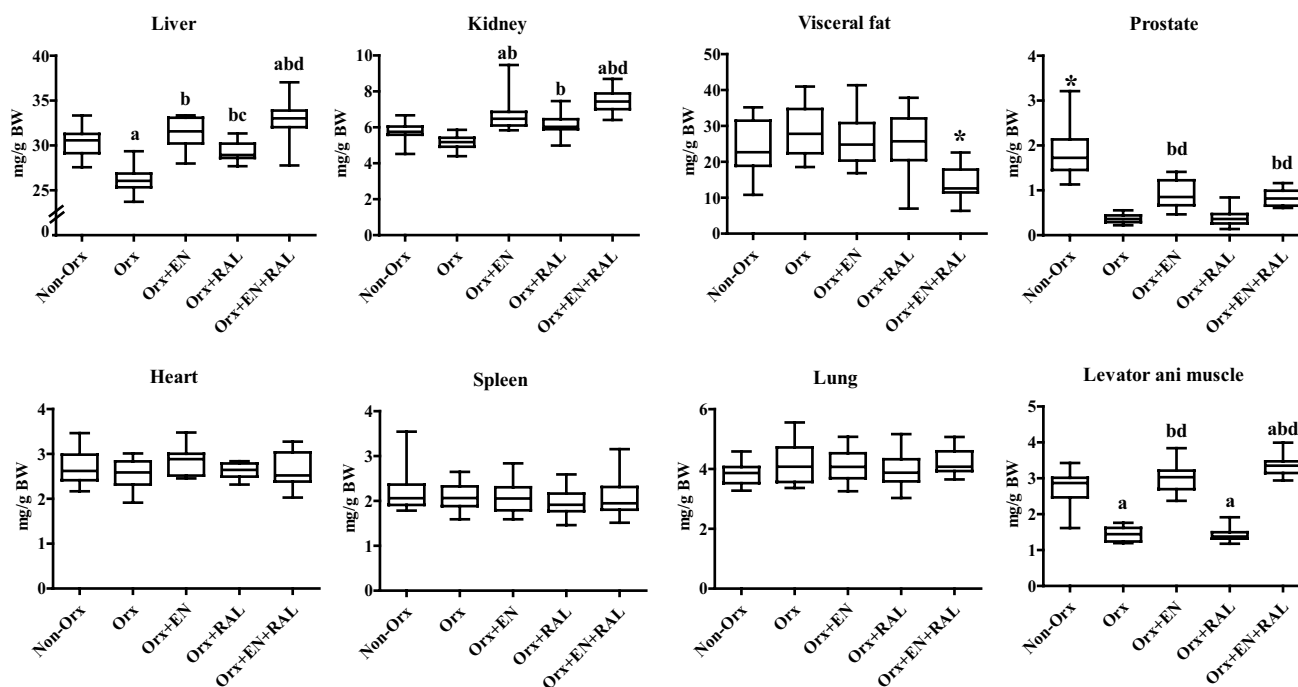 Liver
mg/g BW
40
35
30
25
0
a
b
bc
abd
Non-Orx
Orx
Orx+EN
Orx+RAL
Orx+EN+RAL
Kidney
mg/g BW
10
8
6
4
2
0
ab
b
abd
Non-Orx
Orx
Orx+EN
Orx+RAL
Orx+EN+RAL
Visceral fat
mg/g BW
50
40
30
20
10
0
*
Non-Orx
Orx
Orx+EN
Orx+RAL
Orx+EN+RAL
Prostate
mg/g BW
4
3
2
1
0
*
bd
bd
Non-Orx
Orx
Orx+EN
Orx+RAL
Orx+EN+RAL
Heart
mg/g BW
4
3
2
1
0
Non-Orx
Orx
Orx+EN
Orx+RAL
Orx+EN+RAL
Spleen
mg/g BW
4
3
2
1
0
Non-Orx
Orx
Orx+EN
Orx+RAL
Orx+EN+RAL
Lung
mg/g BW
6
4
2
0
Non-Orx
Orx
Orx+EN
Orx+RAL
Orx+EN+RAL
Levator ani muscle
mg/g BW
5
4
3
2
1
0
a
bd
a
abd
Non-Orx
Orx
Orx+EN
Orx+RAL
Orx+EN+RAL